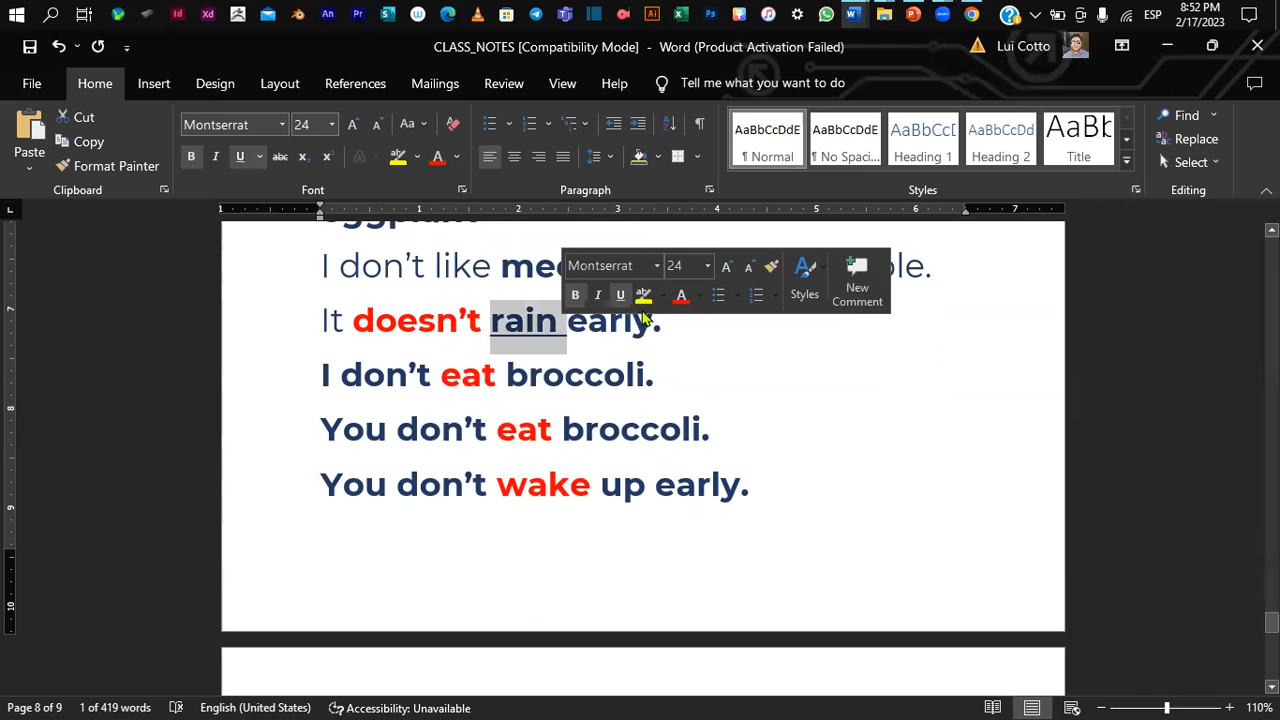 8:52 PM
ESP
2/17/2023
CLASS_NOTES [Compatibility Mode] - Word (Product Activation Failed)
Lui Cotto
File Home Insert Design Layout References Mailings Review View Help Tell me what you want to do
Paste
Cut
Copy
Format Painter
Clipboard
Montserrat 24
Font
Paragraph
AaBbCcDdE AaBbCcDdE AaBbC([ AaBbCcDd AaBb(
¶ Normal ¶ No Spaci... Heading 1 Heading 2 Title
Styles
Find
Replace
Select
Editing
eggplant
I don’t like
Montserrat 24
Styles
New Comment
It doesn’t rain early.
I don’t eat broccoli.
You don’t eat broccoli.
You don’t wake up early.
Page 8 of 9 1 of 419 words English (United States) Accessibility: Unavailable 110%